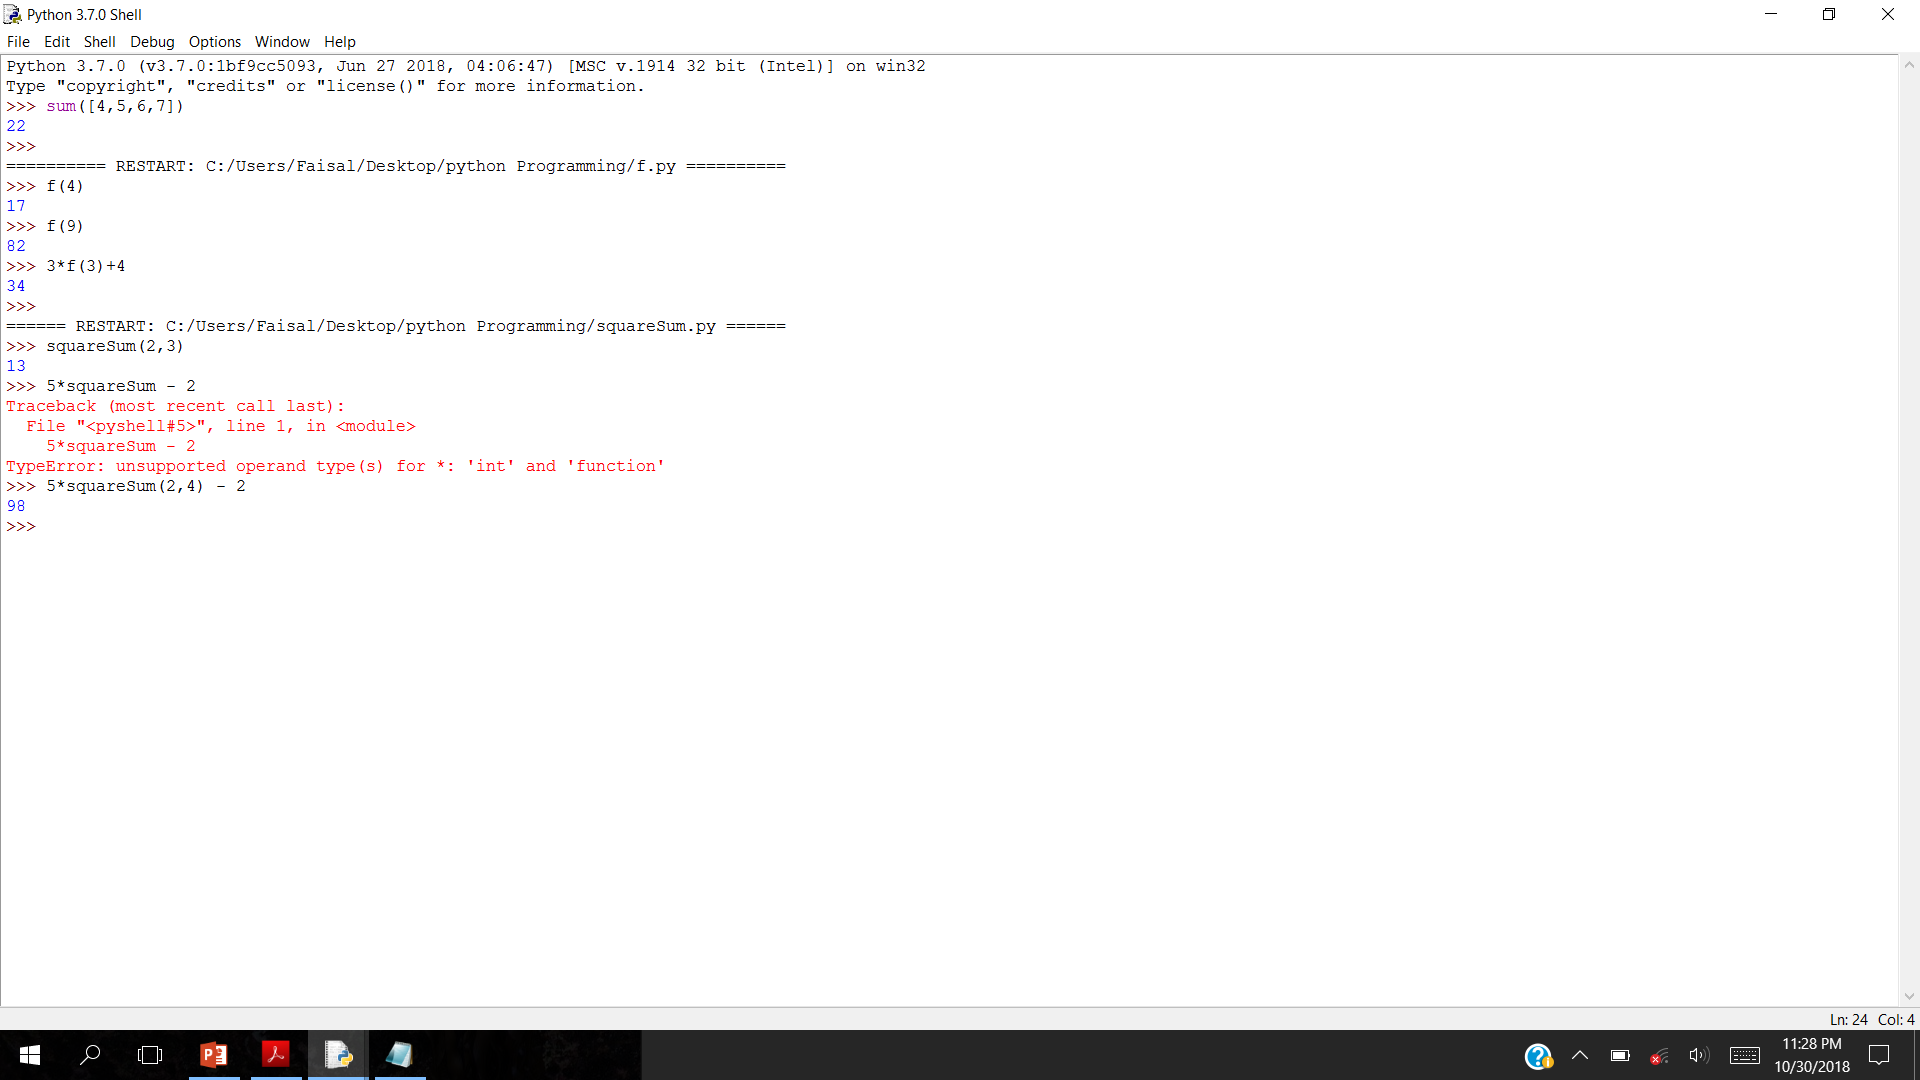 Python 3.7.0 Shell
File Edit Shell Debug Options Window Help
Python 3.7.0 (v3.7.0:1bf9cc5093, Jun 27 2018, 04:06:47) [MSC v.1914 32 bit (Intel)] on win32
Type "copyright", "credits" or "license()" for more information.
>>> sum([4,5,6,7])
22
>>>
========== RESTART: C:/Users/Faisal/Desktop/python Programming/f.py ==========
>>> f(4)
17
>>> f(9)
82
>>> 3*f(3)+4
34
>>>
====== RESTART: C:/Users/Faisal/Desktop/python Programming/squareSum.py ======
>>> squareSum(2,3)
13
>>> 5*squareSum - 2
Traceback (most recent call last):
  File "<pyshell#5>", line 1, in <module>
    5*squareSum - 2
TypeError: unsupported operand type(s) for *: 'int' and 'function'
>>> 5*squareSum(2,4) - 2
98
>>>
Ln: 24 Col: 4
11:28 PM
10/30/2018